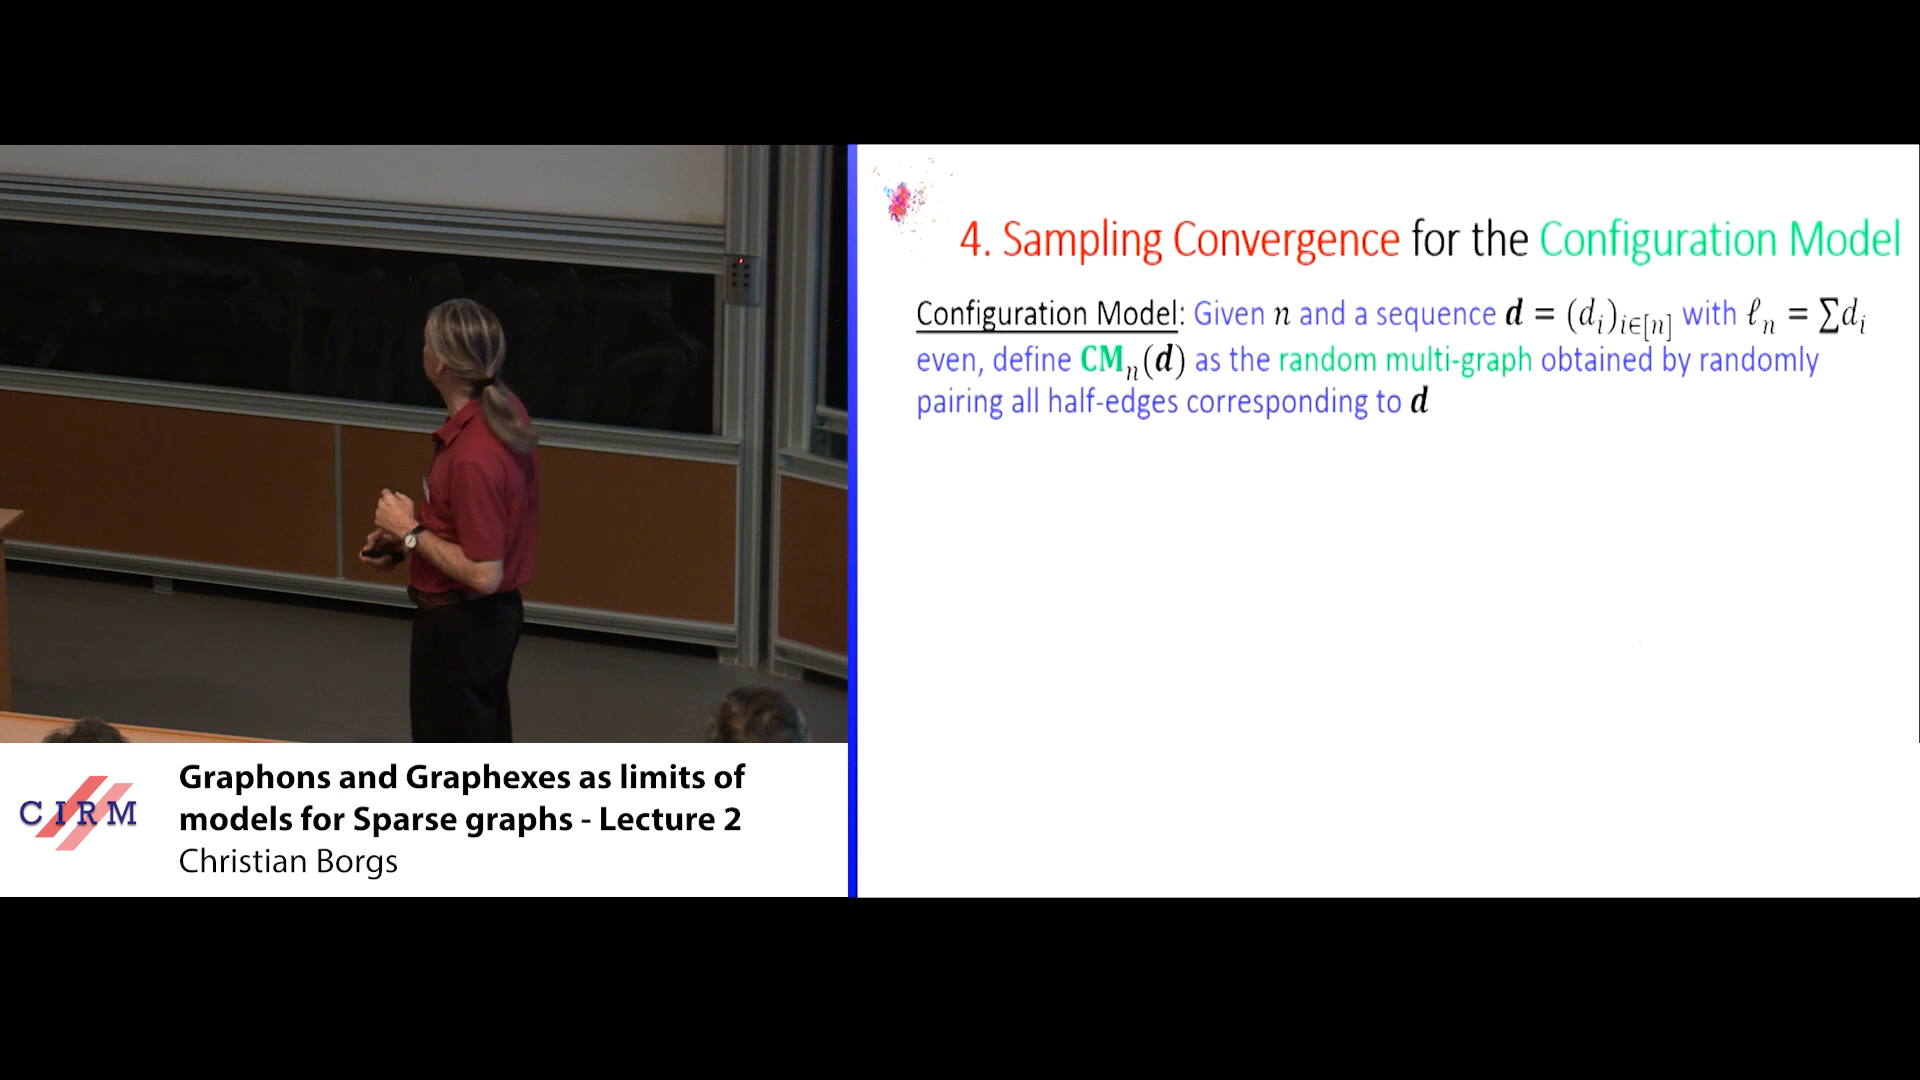 4. Sampling Convergence for the Configuration Model
Configuration Model: Given n and a sequence d = (d_i)_{i∈[n]} with ℓ_n = ∑d_i
even, define CM_n(d) as the random multi-graph obtained by randomly
pairing all half-edges corresponding to d
CIRM
Graphons and Graphexes as limits of
models for Sparse graphs - Lecture 2
Christian Borgs